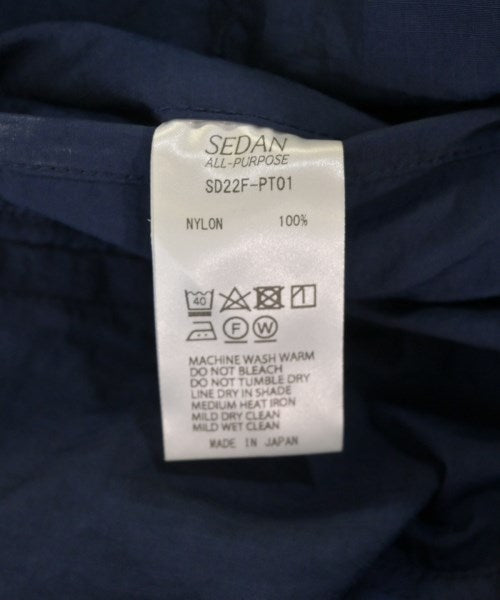 SEDAN
ALL-PURPOSE
SD22F-PT01
NYLON 100%
40
F W
MACHINE WASH WARM
DO NOT BLEACH
DO NOT TUMBLE DRY
LINE DRY IN SHADE
MEDIUM HEAT IRON
MILD DRY CLEAN
MILD WET CLEAN
MADE IN JAPAN